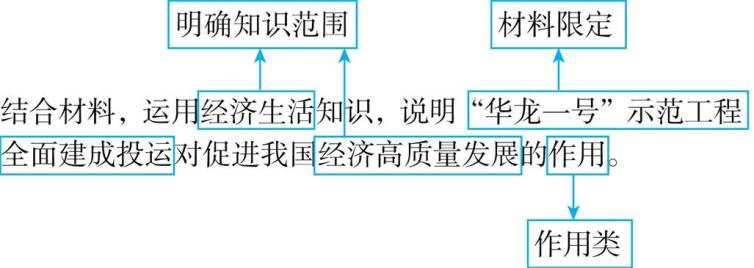 明确知识范围 材料限定
结合材料，运用经济生活知识，说明“华龙一号”示范工程
全面建成投运对促进我国经济高质量发展的作用。
作用类